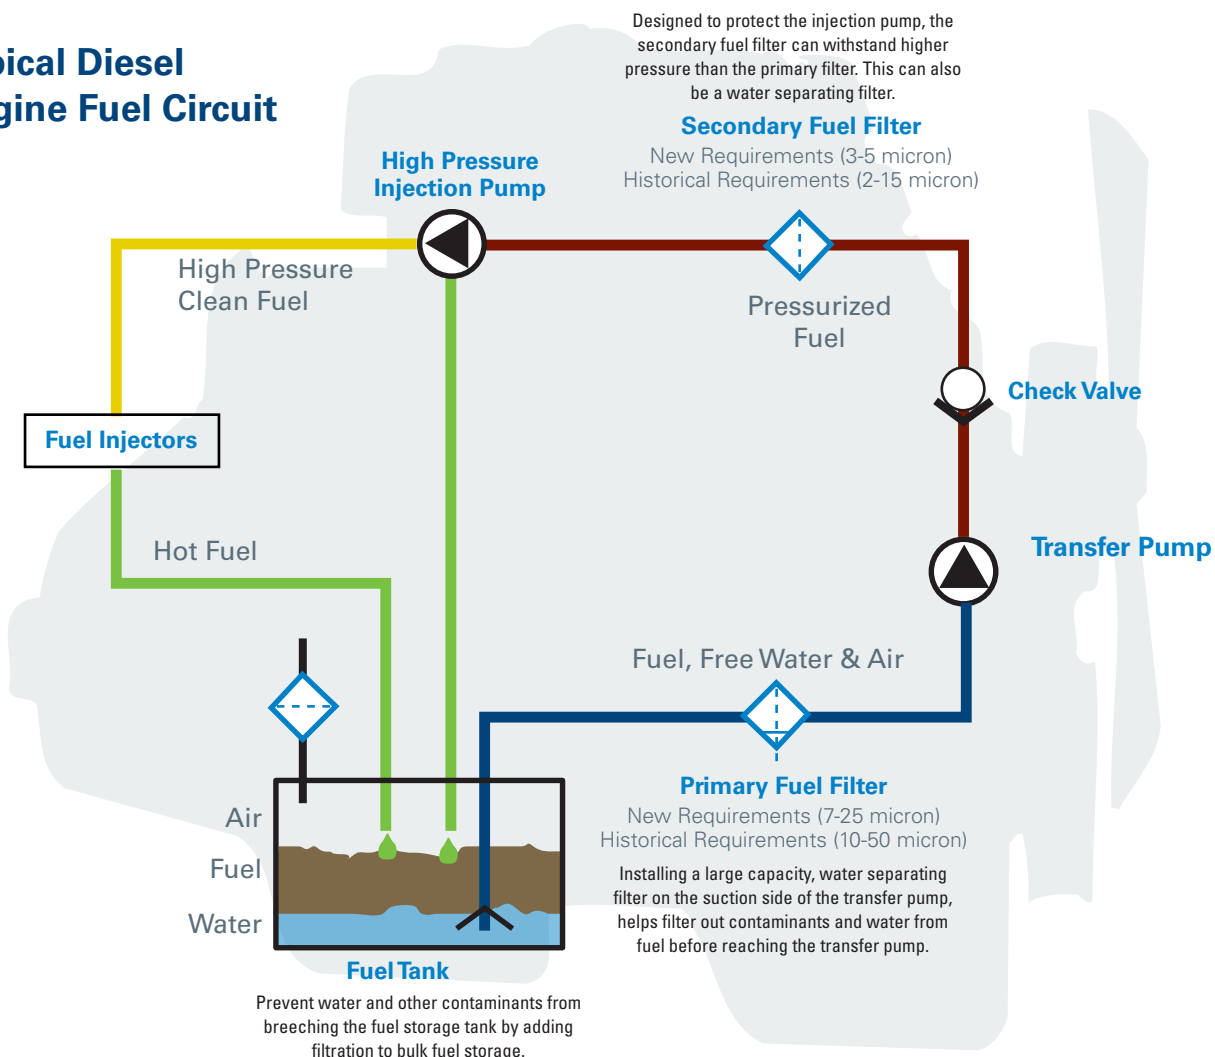 pical Diesel
gine Fuel Circuit
Designed to protect the injection pump, the
secondary fuel filter can withstand higher
pressure than the primary filter. This can also
be a water separating filter.
Secondary Fuel Filter
New Requirements (3-5 micron)
Historical Requirements (2-15 micron)
High Pressure
Injection Pump
High Pressure
Clean Fuel
Pressurized
Fuel
Check Valve
Fuel Injectors
Hot Fuel
Transfer Pump
Fuel, Free Water & Air
Primary Fuel Filter
New Requirements (7-25 micron)
Historical Requirements (10-50 micron)
Installing a large capacity, water separating
filter on the suction side of the transfer pump,
helps filter out contaminants and water from
fuel before reaching the transfer pump.
Air
Fuel
Water
Fuel Tank
Prevent water and other contaminants from
breeching the fuel storage tank by adding
filtration to bulk fuel storage.